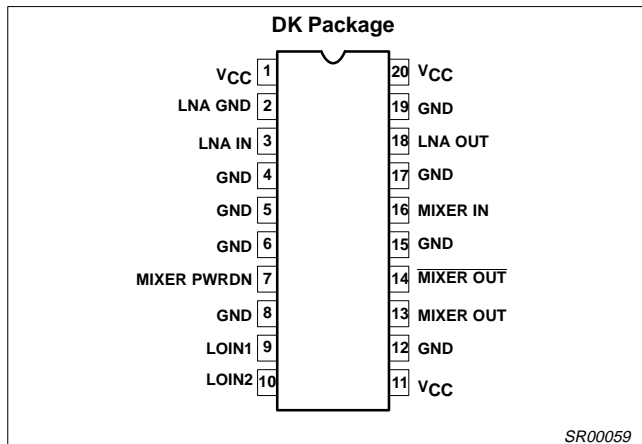 DK Package
VCC 1
LNA GND 2
LNA IN 3
GND 4
GND 5
GND 6
MIXER PWRDN 7
GND 8
LOIN1 9
LOIN2 10
20 VCC
19 GND
18 LNA OUT
17 GND
16 MIXER IN
15 GND
14 MIXER OUT
13 MIXER OUT
12 GND
11 VCC
SR00059